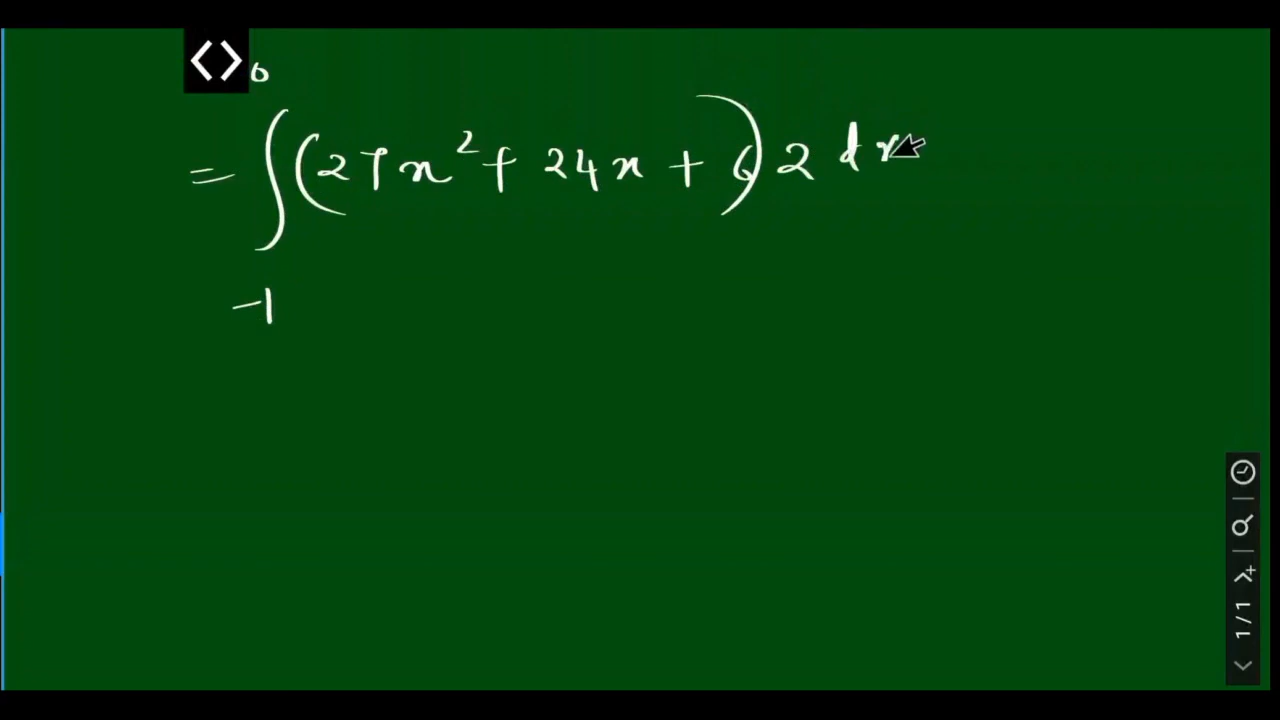 0
= ∫ (27x² + 24x + 6) 2 dx
-1
1/1